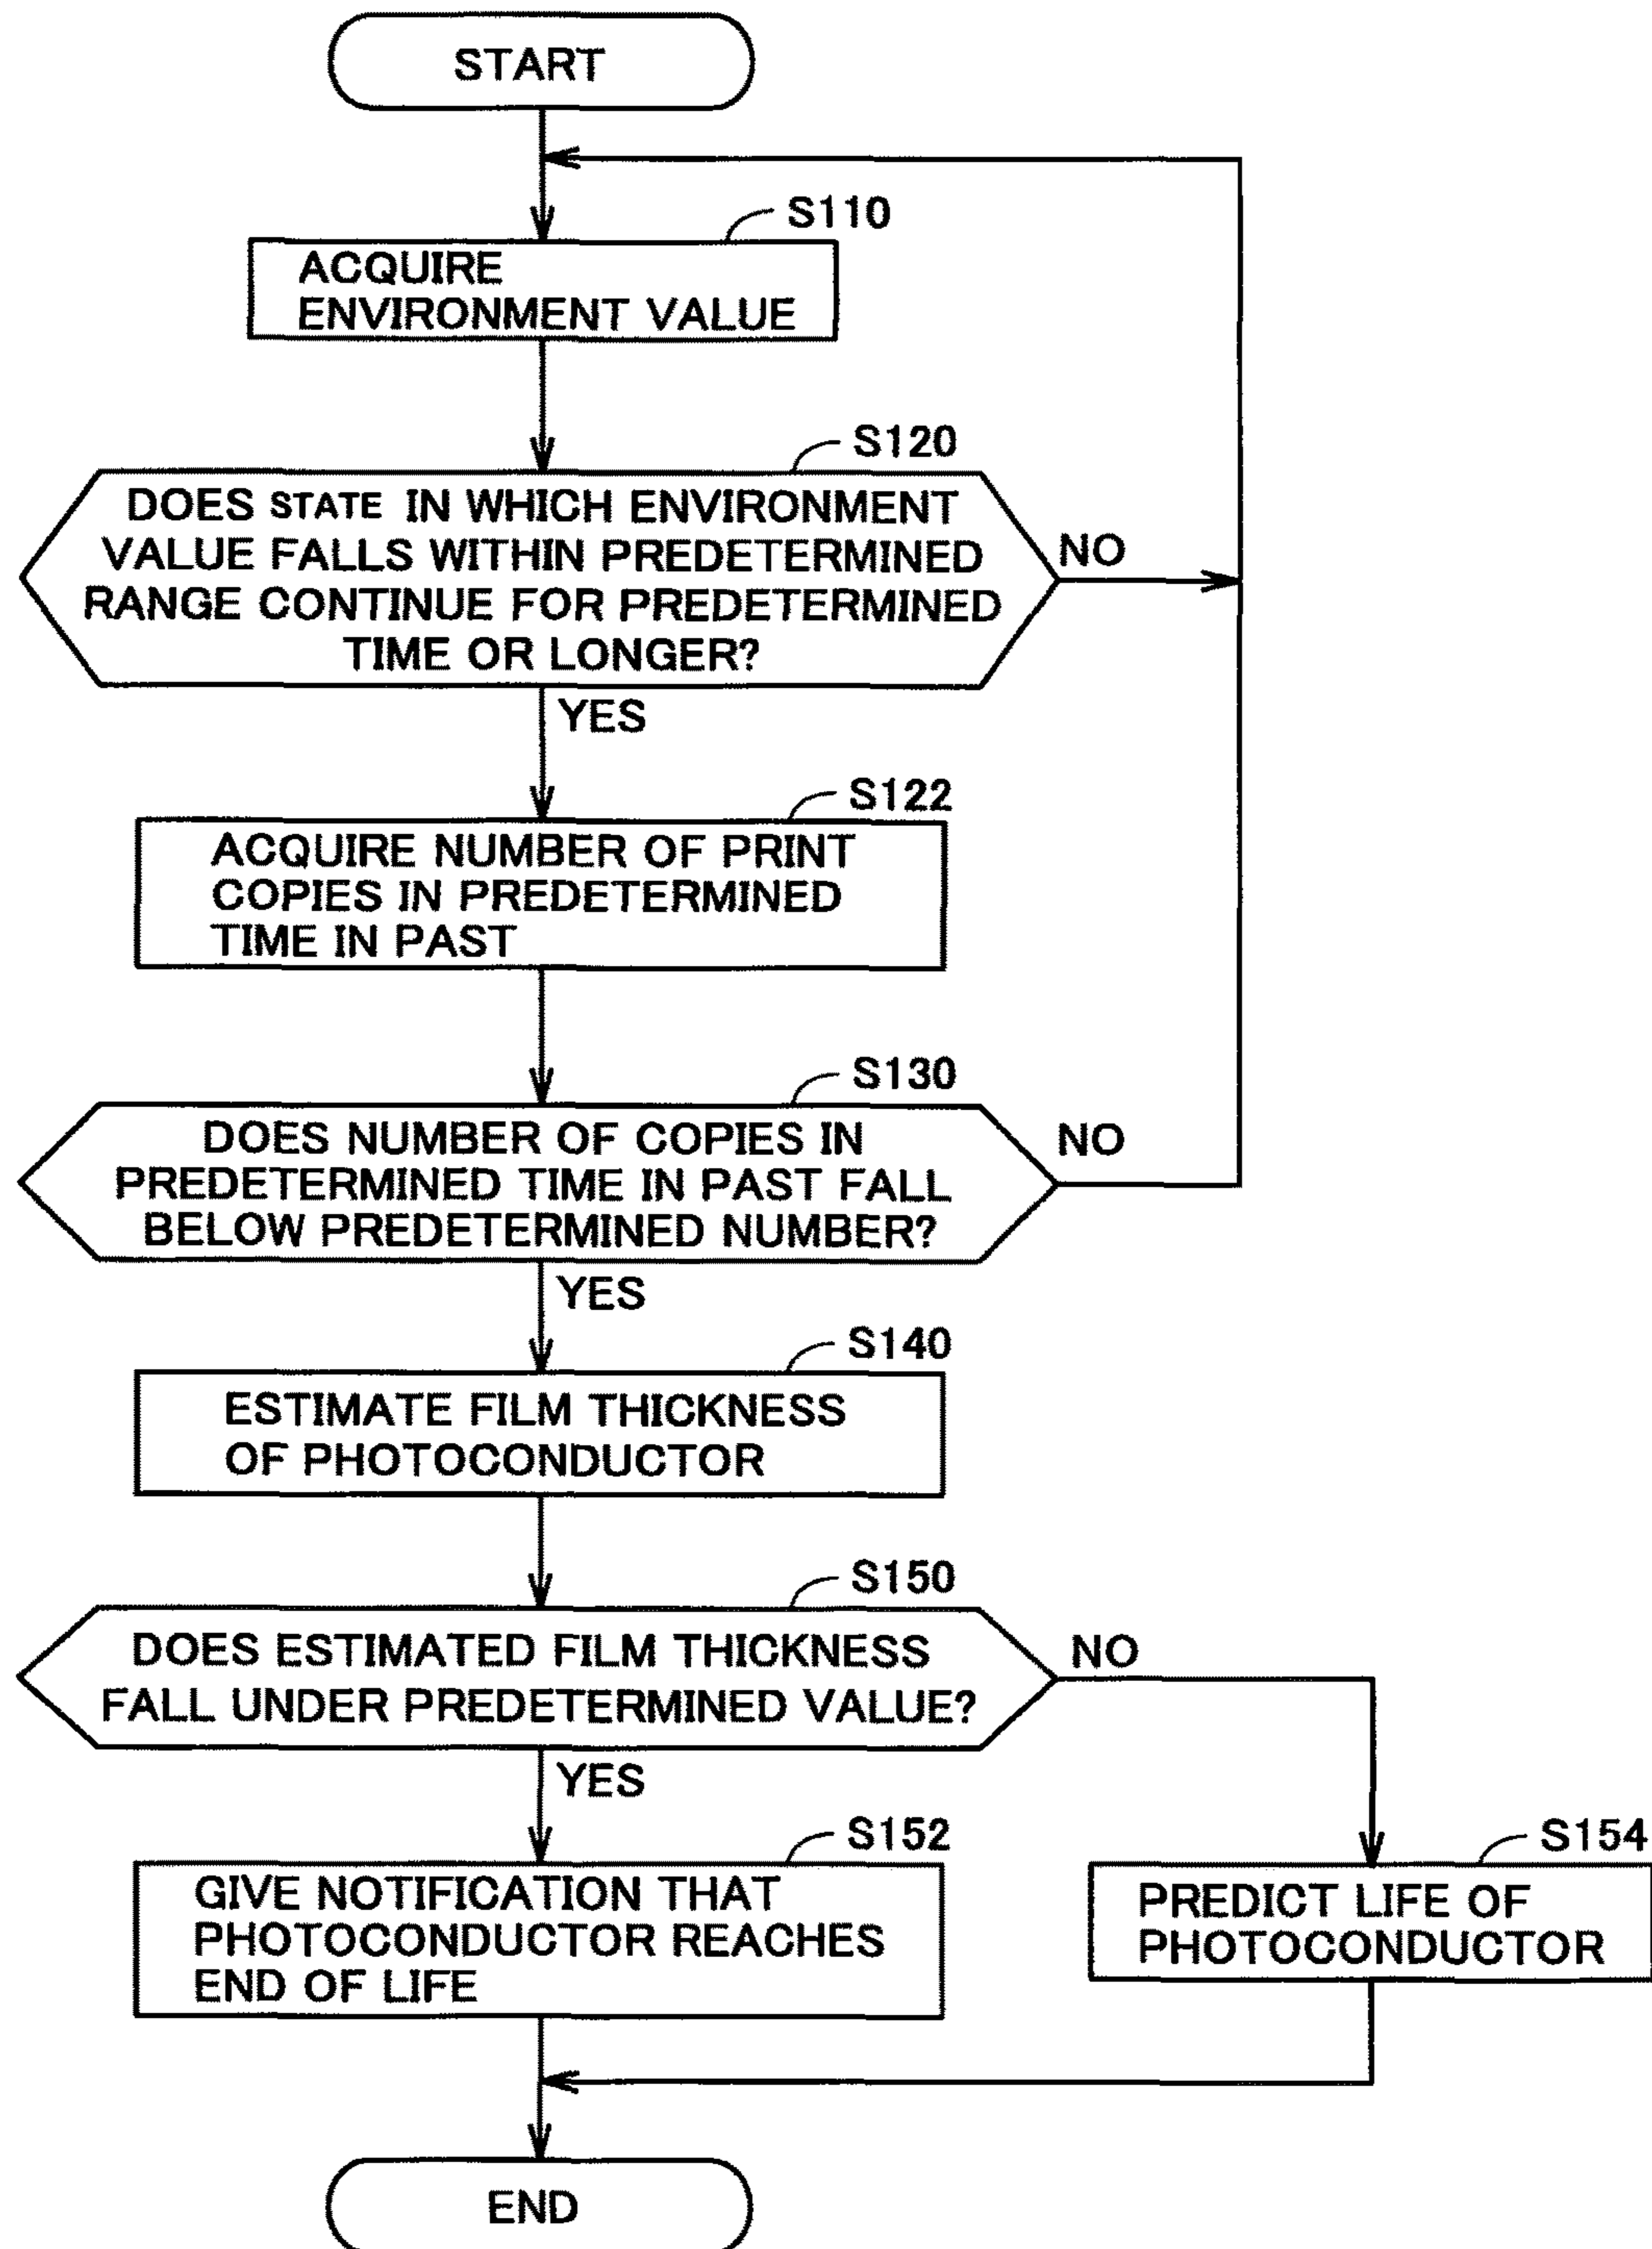 START
S110
ACQUIRE
ENVIRONMENT VALUE
S120
DOES STATE IN WHICH ENVIRONMENT
VALUE FALLS WITHIN PREDETERMINED
RANGE CONTINUE FOR PREDETERMINED
TIME OR LONGER?
NO
YES
S122
ACQUIRE NUMBER OF PRINT
COPIES IN PREDETERMINED
TIME IN PAST
S130
DOES NUMBER OF COPIES IN
PREDETERMINED TIME IN PAST FALL
BELOW PREDETERMINED NUMBER?
NO
YES
S140
ESTIMATE FILM THICKNESS
OF PHOTOCONDUCTOR
S150
DOES ESTIMATED FILM THICKNESS
FALL UNDER PREDETERMINED VALUE?
NO
YES
S152
GIVE NOTIFICATION THAT
PHOTOCONDUCTOR REACHES
END OF LIFE
S154
PREDICT LIFE OF
PHOTOCONDUCTOR
END